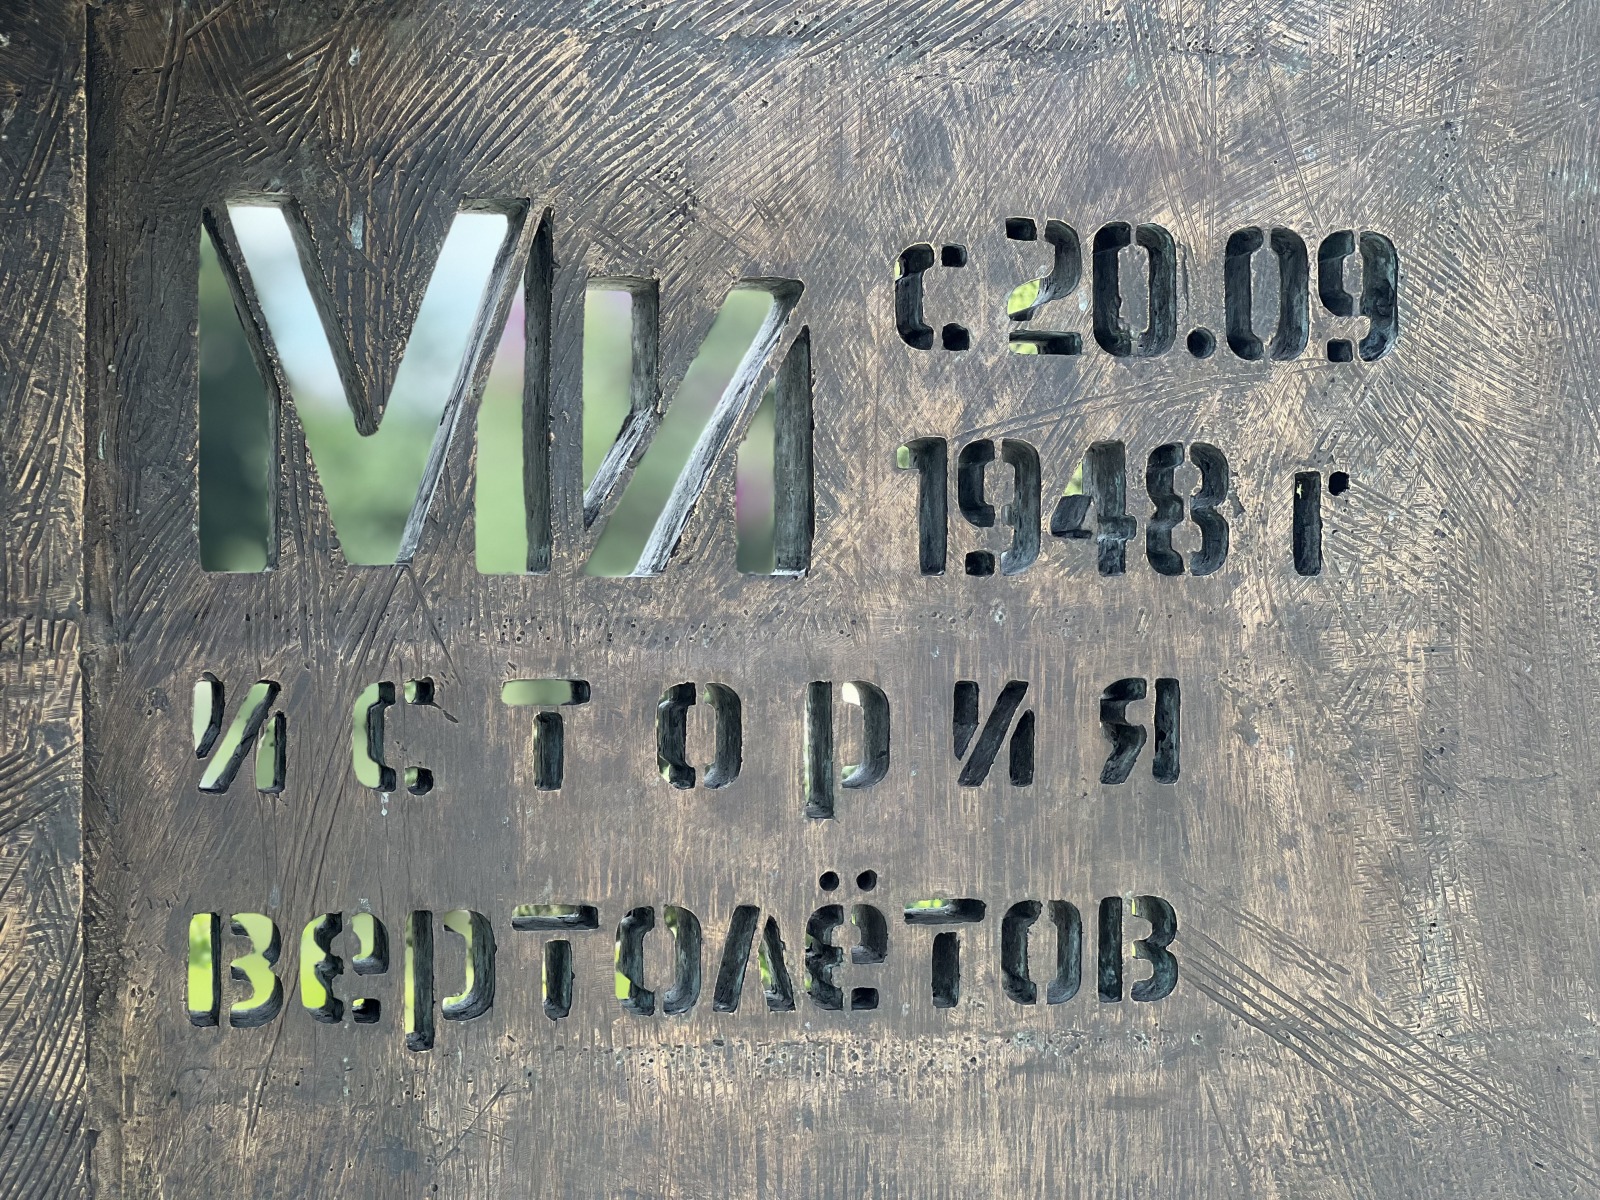 Ми
с 20.09
1948 г
история
вертолётов